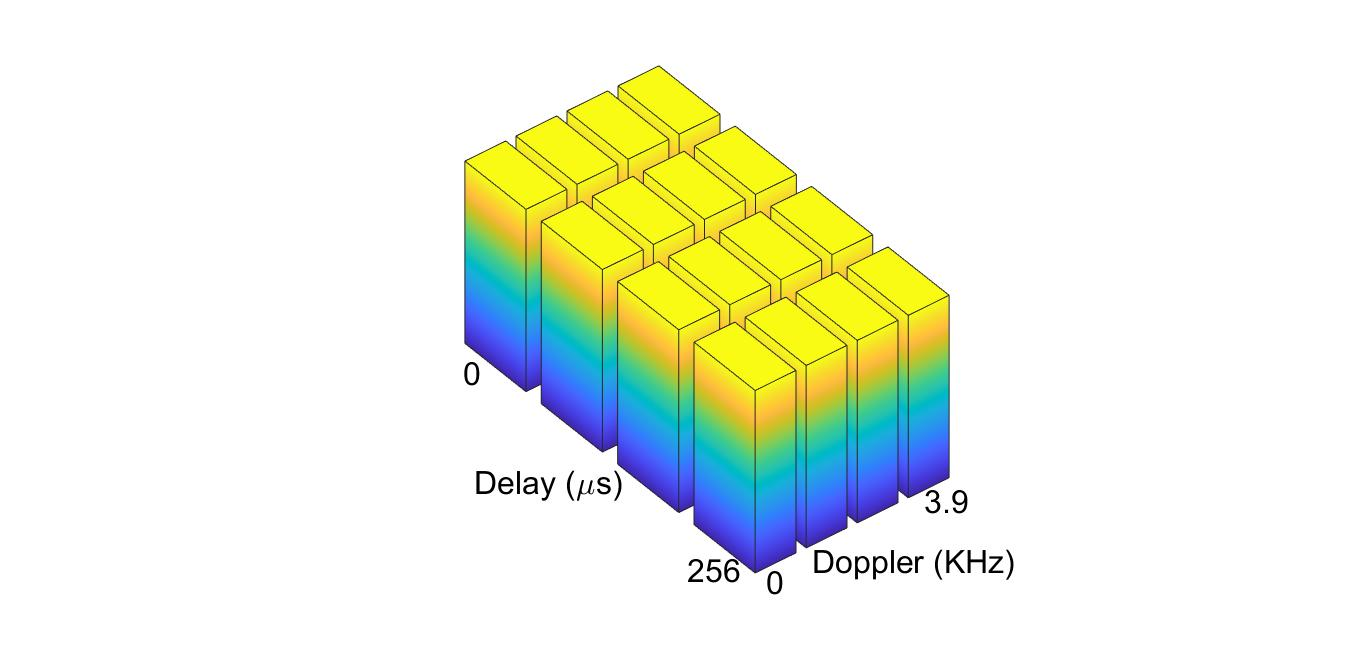 0
Delay (μs)
256
0
Doppler (KHz)
3.9